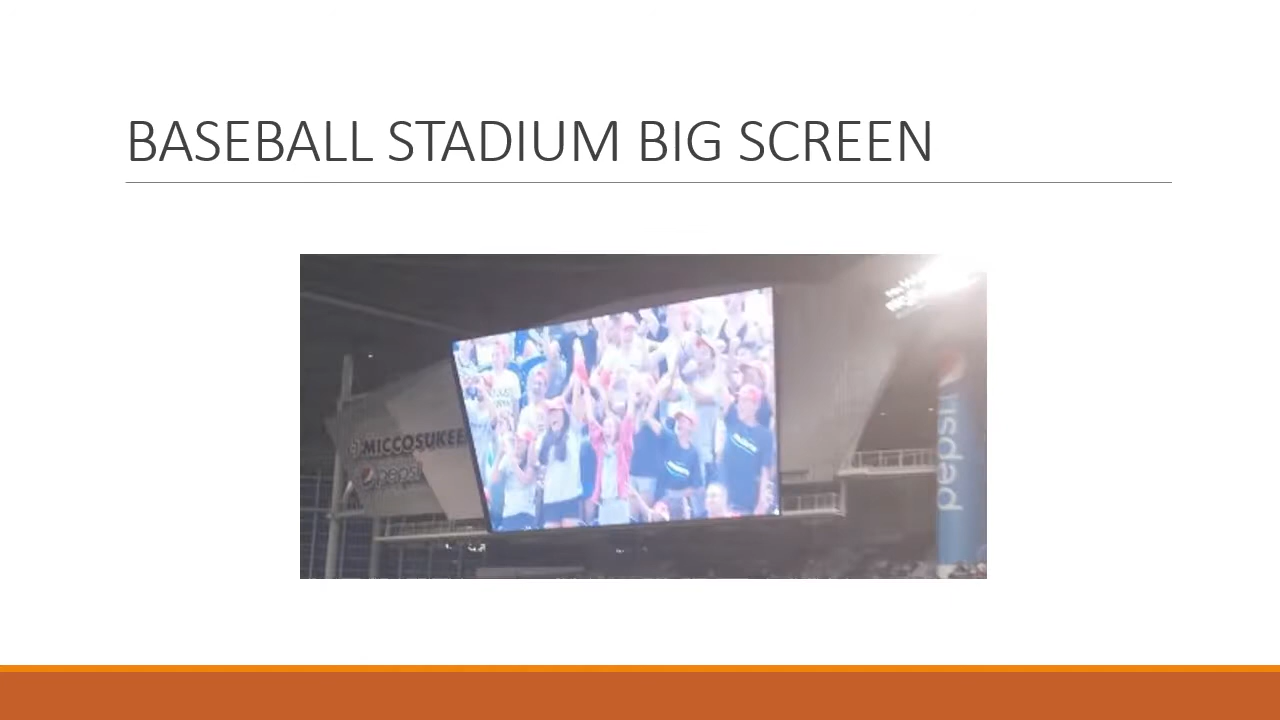 BASEBALL STADIUM BIG SCREEN
MICCOSUKEE
pepsi
pepsi